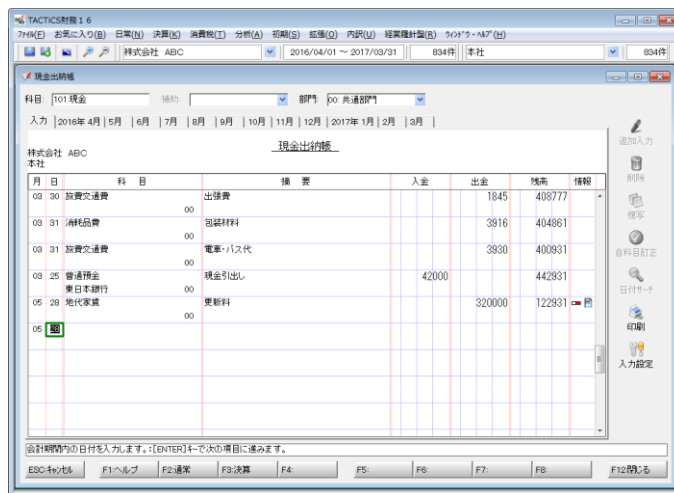 TACTICS財務16
ファイル(F) お気に入り(B) 日常(N) 決算(K) 消費税(T) 分析(A) 初期(S) 拡張(O) 内訳(U) 経営羅針盤(R) ウィンドウ・ヘルプ(H)
株式会社 ABC 2016/04/01 ～ 2017/03/31 834件 本社 834件
現金出納帳
科目: 101:現金 補助: 部門: 00: 共通部門
入力 2016年 4月 5月 6月 7月 8月 9月 10月 11月 12月 2017年 1月 2月 3月
現金出納帳
株式会社 ABC
本社
月 日 科 目 摘 要 入金 出金 残高 情報
03 30 旅費交通費 出張費 1845 408777
00
03 31 消耗品費 包装材料 3916 404861
00
03 31 旅費交通費 電車・バス代 3930 400931
00
03 25 普通預金 現金引出し 42000 442931
東日本銀行 00
05 28 地代家賃 更新料 320000 122931
00
05 28
追加入力
削除
複写
自科目訂正
日付サーチ
印刷
入力設定
会計期間内の日付を入力します。:[ENTER]キーで次の項目に進みます。
ESC:キャンセル F1:ヘルプ F2:通常 F3:決算 F4: F5: F6: F7: F8: F12:閉じる